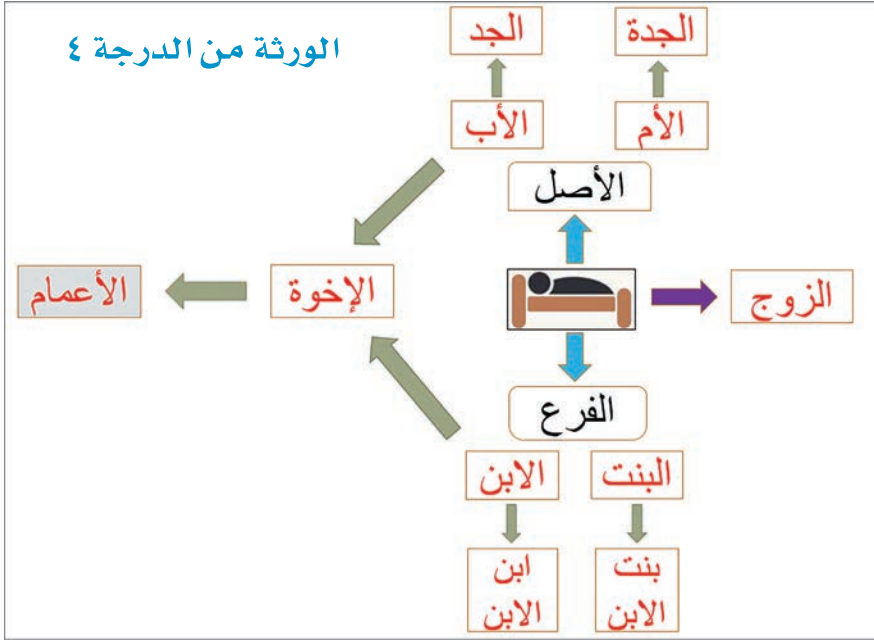 الورثة من الدرجة ٤
الجدة
الجد
الأم
الأب
الأصل
الزوج
الإخوة
الأعمام
الفرع
البنت
الابن
بنت
الابن
ابن
الابن